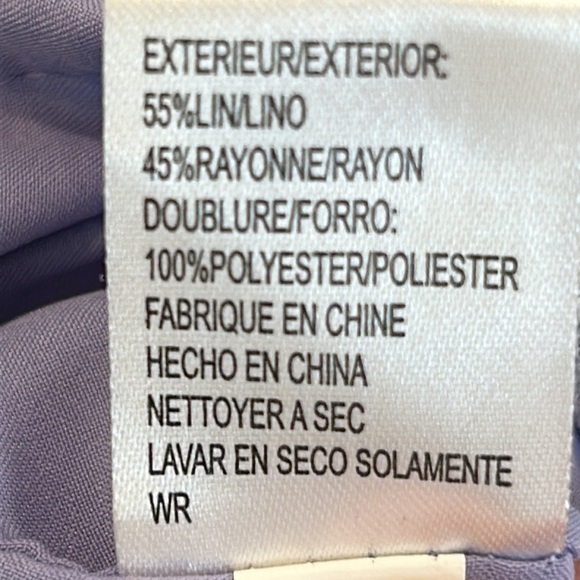 EXTERIEUR/EXTERIOR:
55%LIN/LINO
45%RAYONNE/RAYON
DOUBLURE/FORRO:
100%POLYESTER/POLIESTER
FABRIQUE EN CHINE
HECHO EN CHINA
NETTOYER A SEC
LAVAR EN SECO SOLAMENTE
WR